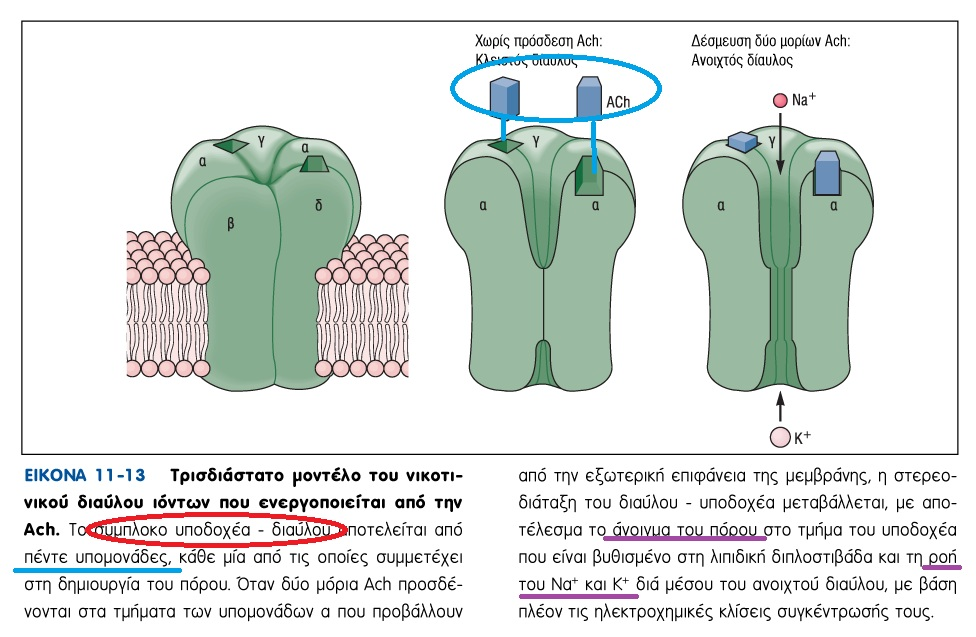 Χωρίς πρόσδεση Ach:
Κλειστός δίαυλος
Δέσμευση δύο μορίων Ach:
Ανοιχτός δίαυλος
ACh
Na⁺
γ
α
α
β
δ
γ
α
α
γ
α
α
K⁺
ΕΙΚΟΝΑ 11-13 Τρισδιάστατο μοντέλο του νικοτι-
νικού διαύλου ιόντων που ενεργοποιείται από την
Ach. Το σύμπλοκο υποδοχέα - διαύλου αποτελείται από
πέντε υπομονάδες, κάθε μία από τις οποίες συμμετέχει
στη δημιουργία του πόρου. Όταν δύο μόρια Ach προσδέ-
νονται στα τμήματα των υπομονάδων α που προβάλλουν
από την εξωτερική επιφάνεια της μεμβράνης, η στερεο-
διάταξη του διαύλου - υποδοχέα μεταβάλλεται, με απο-
τέλεσμα το άνοιγμα του πόρου στο τμήμα του υποδοχέα
που είναι βυθισμένο στη λιπιδική διπλοστιβάδα και τη ροή
του Na⁺ και K⁺ διά μέσου του ανοιχτού διαύλου, με βάση
πλέον τις ηλεκτροχημικές κλίσεις συγκέντρωσής τους.